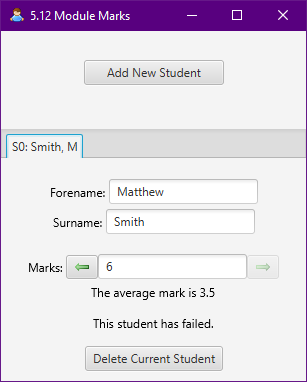 5.12 Module Marks
Add New Student
S0: Smith, M
Forename: Matthew
Surname: Smith
Marks: 6
The average mark is 3.5
This student has failed.
Delete Current Student